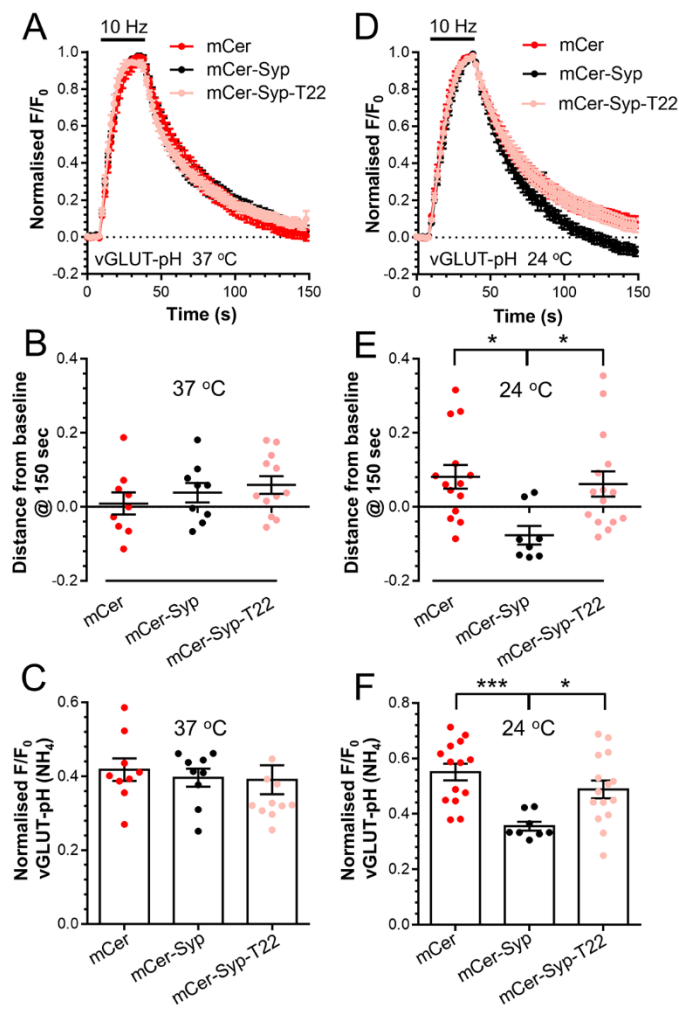 A
10 Hz
mCer
mCer-Syp
mCer-Syp-T22
Normalised F/F0
1.0
0.8
0.6
0.4
0.2
0.0
-0.2
vGLUT-pH 37 oC
0 50 100 150
Time (s)
D
10 Hz
mCer
mCer-Syp
mCer-Syp-T22
Normalised F/F0
1.0
0.8
0.6
0.4
0.2
0.0
-0.2
vGLUT-pH 24 oC
0 50 100 150
Time (s)
B
37 oC
Distance from baseline
@ 150 sec
0.4
0.2
0.0
-0.2
mCer
mCer-Syp
mCer-Syp-T22
E
* *
24 oC
Distance from baseline
@ 150 sec
0.4
0.2
0.0
-0.2
mCer
mCer-Syp
mCer-Syp-T22
C
37 oC
Normalised F/F0
vGLUT-pH (NH4)
0.6
0.4
0.2
0.0
mCer
mCer-Syp
mCer-Syp-T22
F
*** *
24 oC
Normalised F/F0
vGLUT-pH (NH4)
0.8
0.6
0.4
0.2
0.0
mCer
mCer-Syp
mCer-Syp-T22